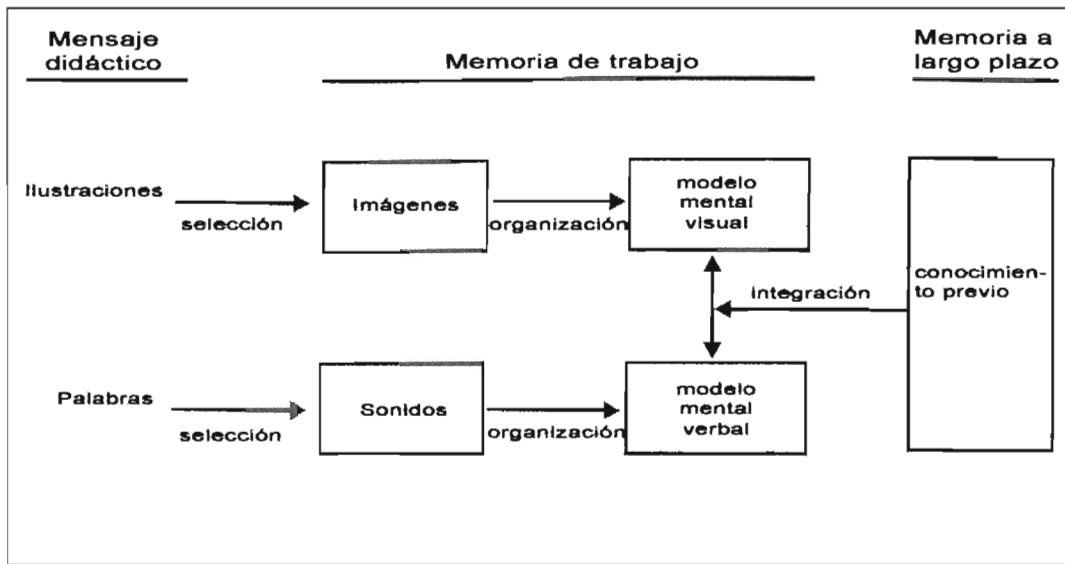 Mensaje
didáctico
Memoria de trabajo
Memoria a
largo plazo
Ilustraciones
selección
Imágenes
organización
modelo
mental
visual
integración
conocimien-
to previo
Palabras
selección
Sonidos
organización
modelo
mental
verbal